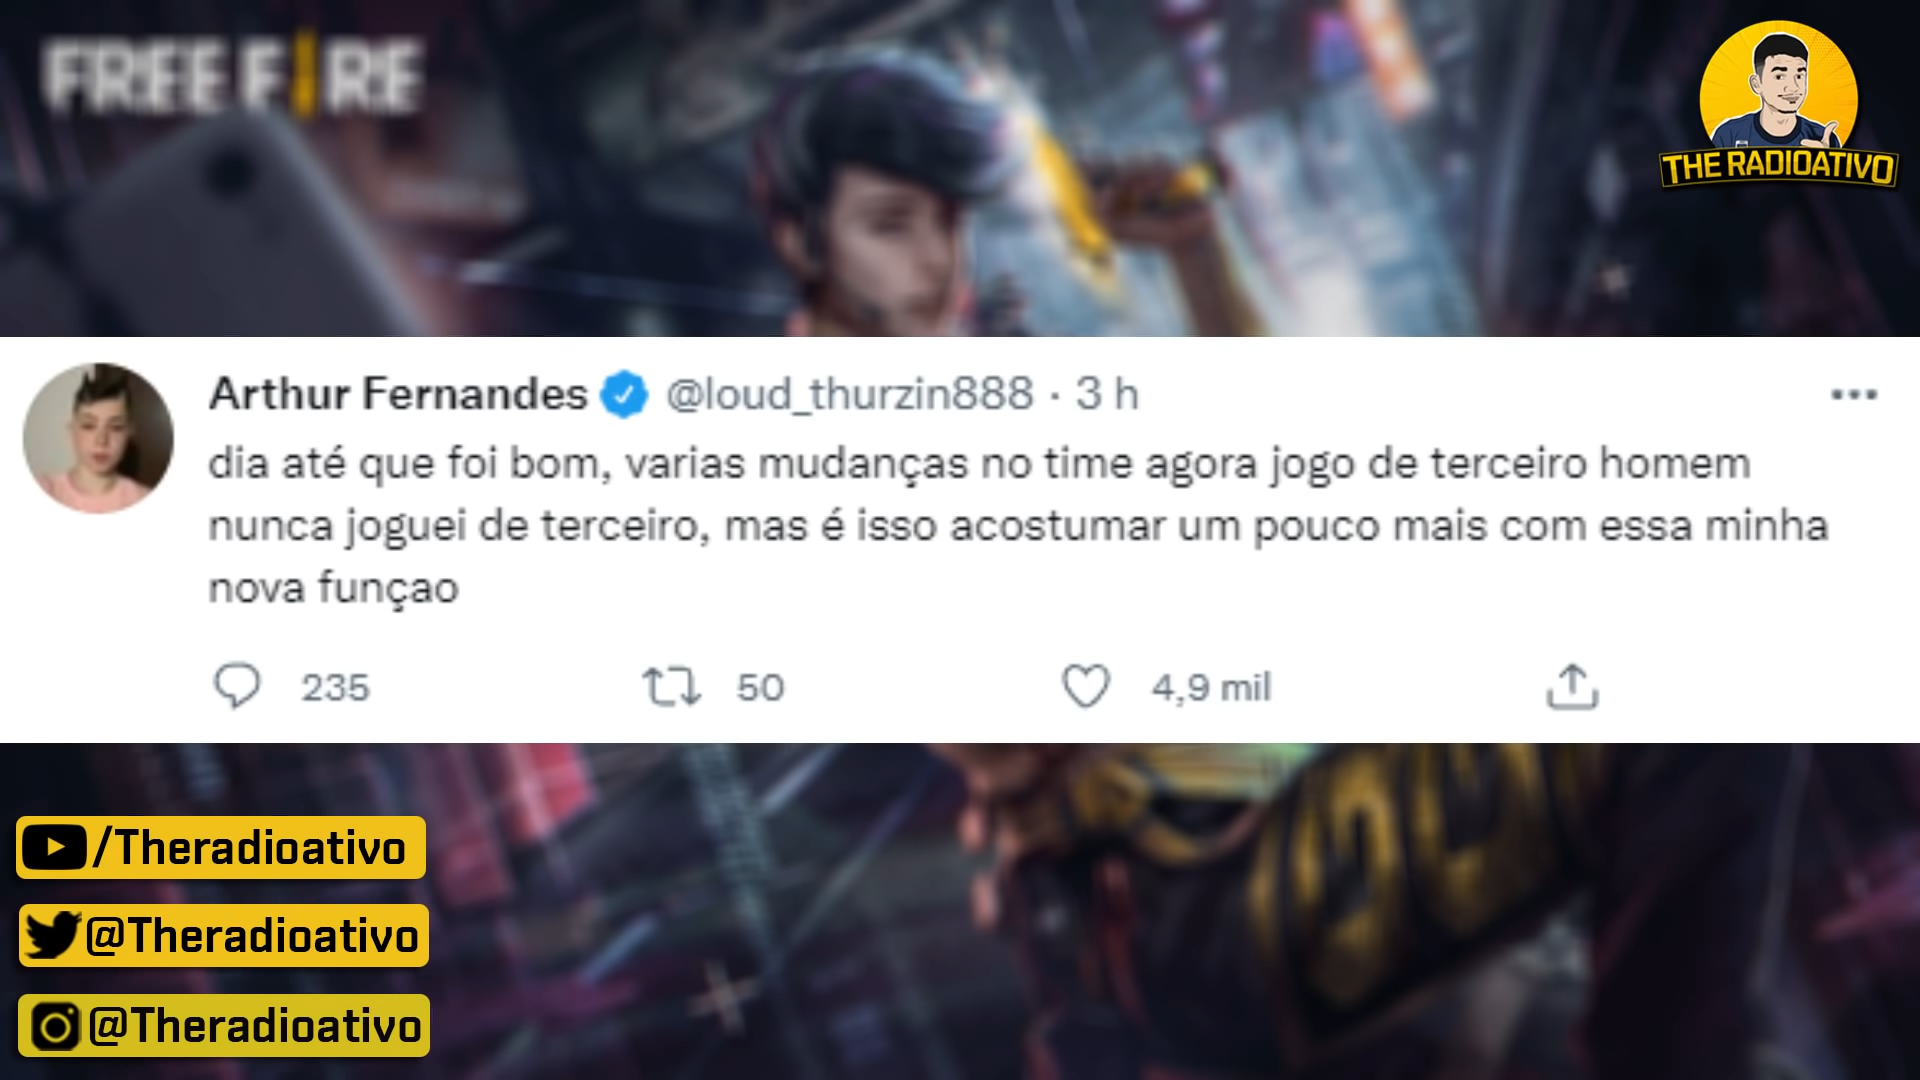 FREE FIRE
THE RADIOATIVO
Arthur Fernandes @loud_thurzin888 · 3 h
dia até que foi bom, varias mudanças no time agora jogo de terceiro homem
nunca joguei de terceiro, mas é isso acostumar um pouco mais com essa minha
nova funçao
235 50 4,9 mil
/Theradioativo
@Theradioativo
@Theradioativo